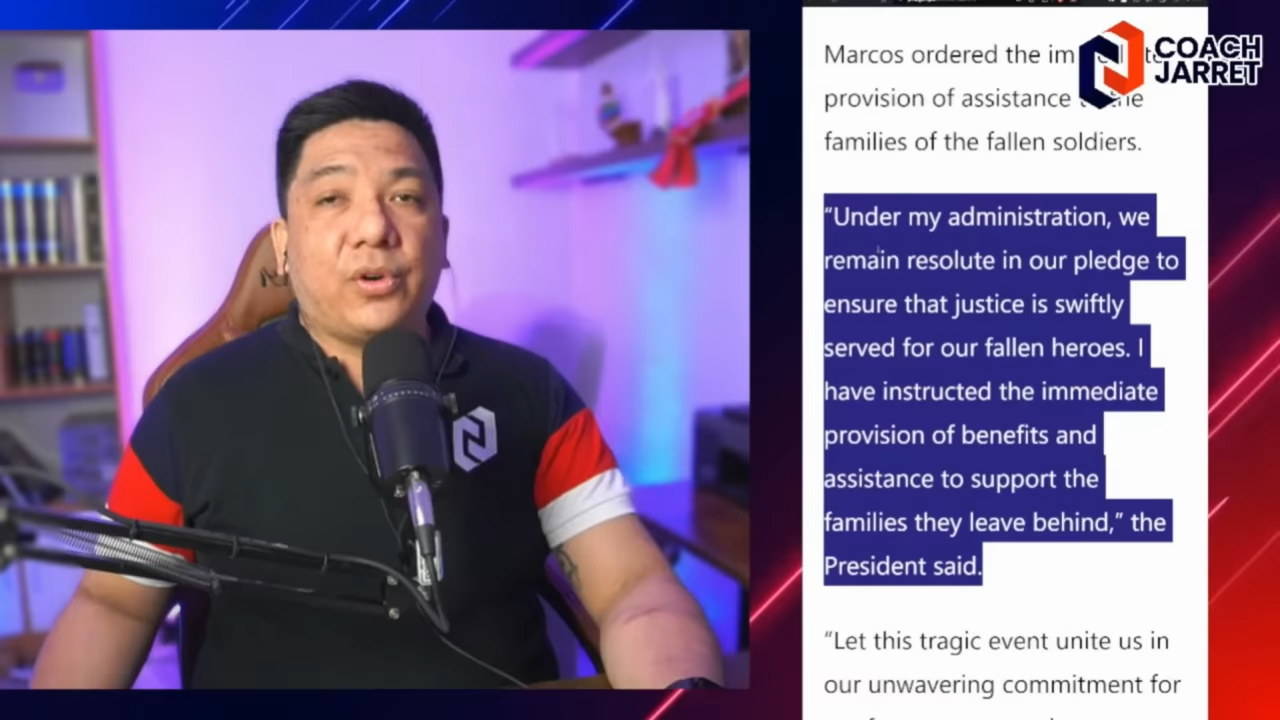 COACH
JARRET
Marcos ordered the
provision of assistance the
families of the fallen soldiers.
“Under my administration, we
remain resolute in our pledge to
ensure that justice is swiftly
served for our fallen heroes. I
have instructed the immediate
provision of benefits and
assistance to support the
families they leave behind,” the
President said.
“Let this tragic event unite us in
our unwavering commitment for